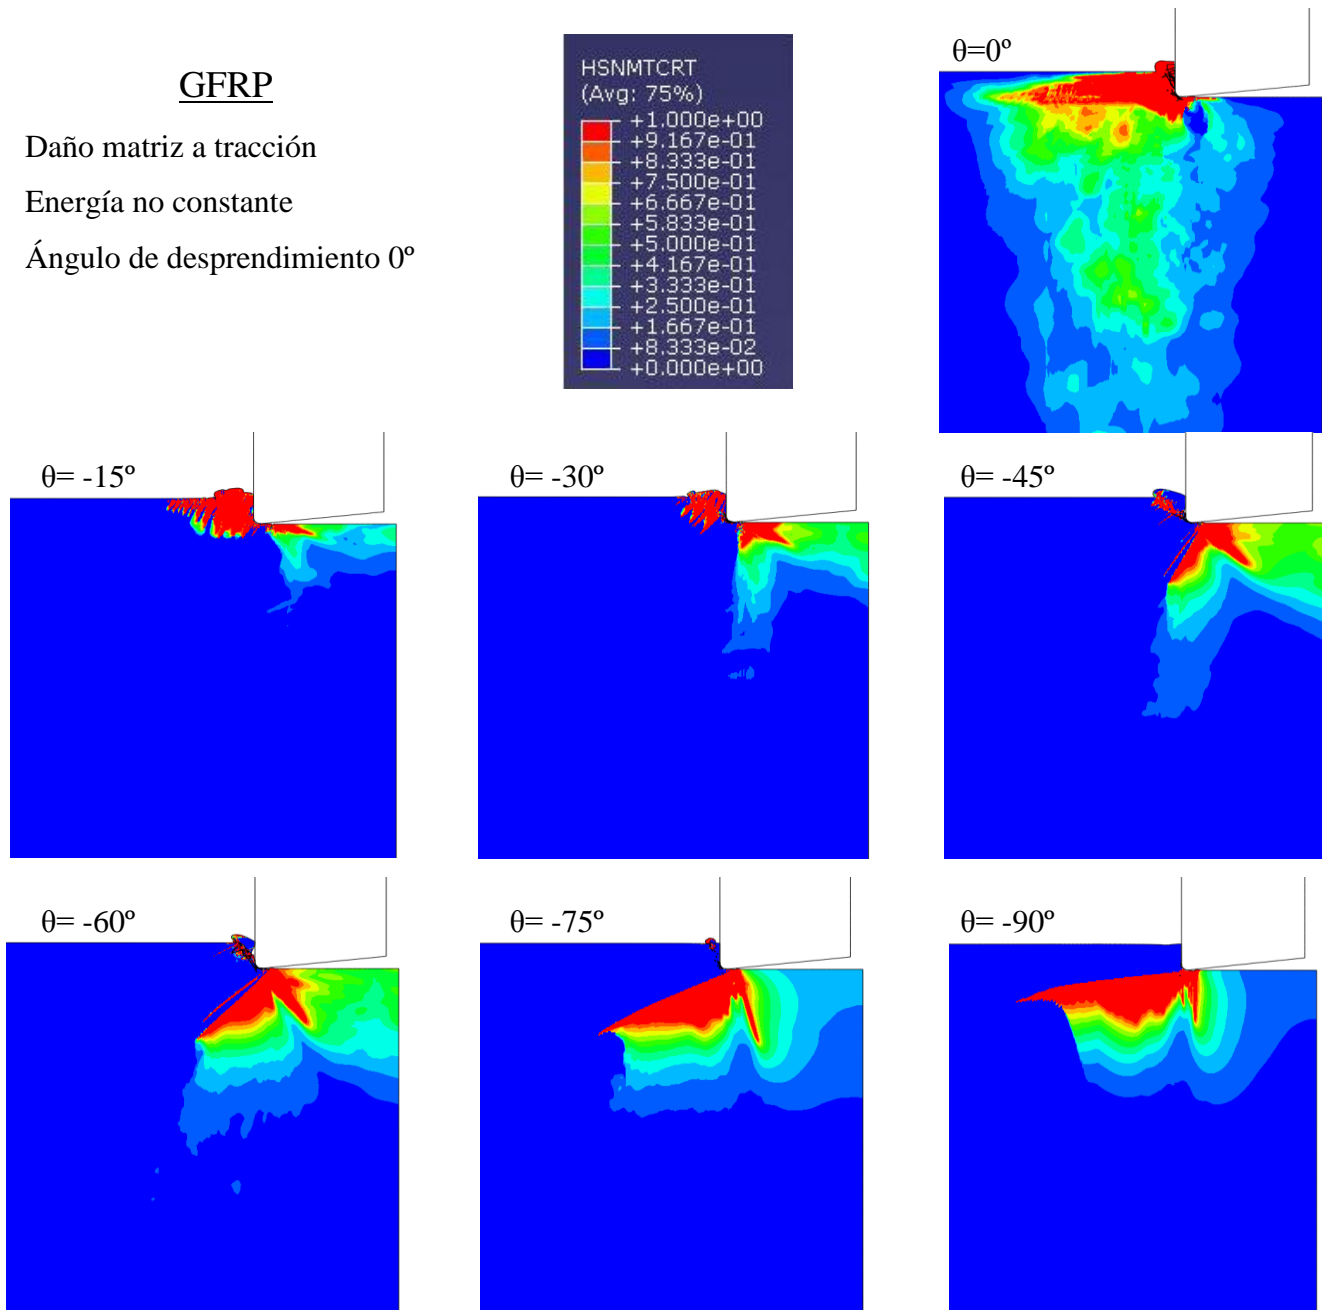 GFRP
Daño matriz a tracción
Energía no constante
Ángulo de desprendimiento 0º
HSNMTCRT
(Avg: 75%)
+1.000e+00
+9.167e-01
+8.333e-01
+7.500e-01
+6.667e-01
+5.833e-01
+5.000e-01
+4.167e-01
+3.333e-01
+2.500e-01
+1.667e-01
+8.333e-02
+0.000e+00
θ=0º
θ= -15º
θ= -30º
θ= -45º
θ= -60º
θ= -75º
θ= -90º